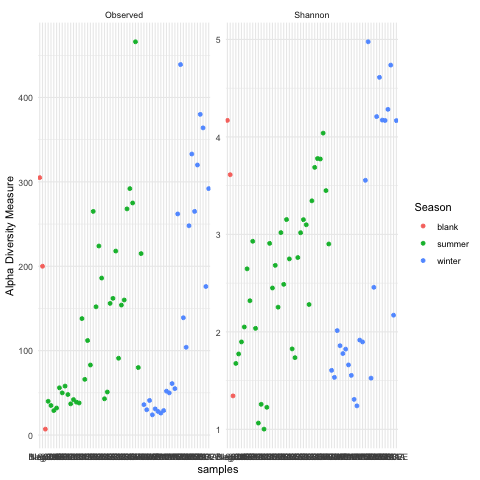 Observed
Shannon
Alpha Diversity Measure
400
300
200
100
0
5
4
3
2
1
samples
Season
blank
summer
winter